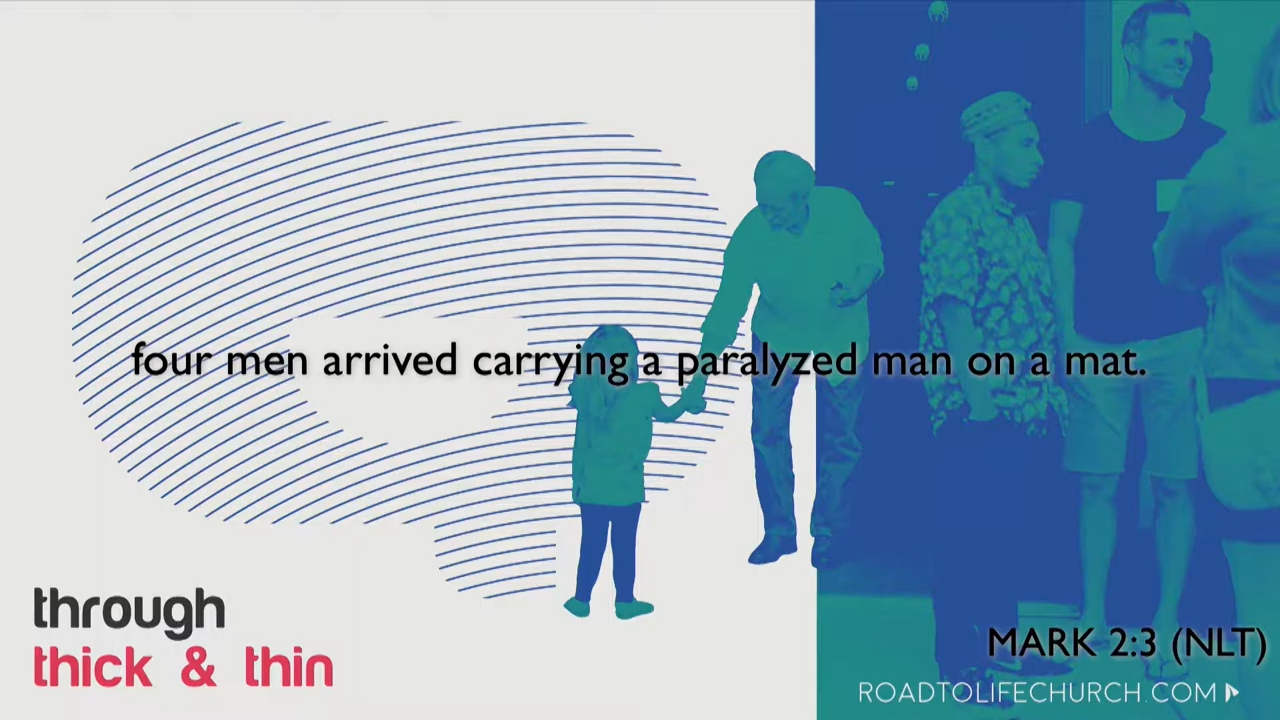 four men arrived carrying a paralyzed man on a mat.
through
thick & thin
MARK 2:3 (NLT)
ROADTOLIFECHURCH.COM